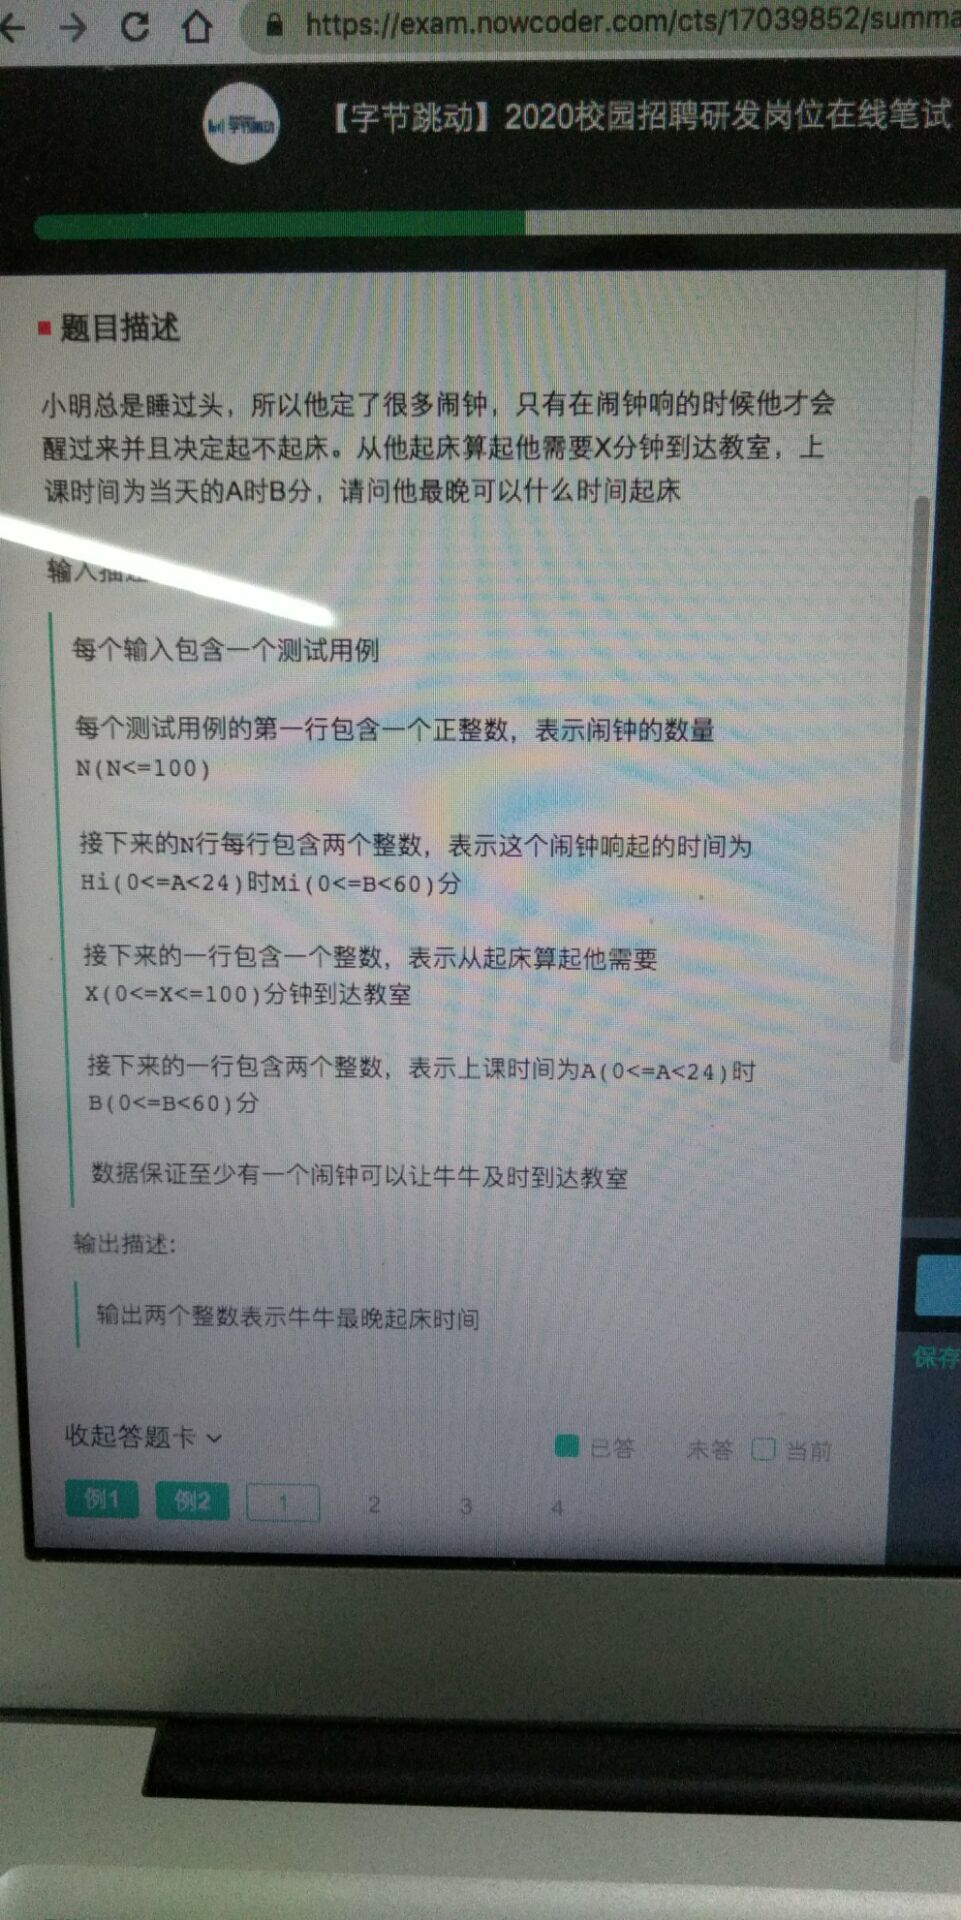 https://exam.nowcoder.com/cts/17039852/summa
【字节跳动】2020校园招聘研发岗位在线笔试
题目描述
小明总是睡过头，所以他定了很多闹钟，只有在闹钟响的时候他才会
醒过来并且决定起不起床。从他起床算起他需要X分钟到达教室，上
课时间为当天的A时B分，请问他最晚可以什么时间起床
输入描述
每个输入包含一个测试用例
每个测试用例的第一行包含一个正整数，表示闹钟的数量
N(N<=100)
接下来的N行每行包含两个整数，表示这个闹钟响起的时间为
Hi(0<=A<24)时Mi(0<=B<60)分
接下来的一行包含一个整数，表示从起床算起他需要
X(0<=X<=100)分钟到达教室
接下来的一行包含两个整数，表示上课时间为A(0<=A<24)时
B(0<=B<60)分
数据保证至少有一个闹钟可以让牛牛及时到达教室
输出描述:
输出两个整数表示牛牛最晚起床时间
保存
收起答题卡
已答 未答 当前
例1 例2 1 2 3 4